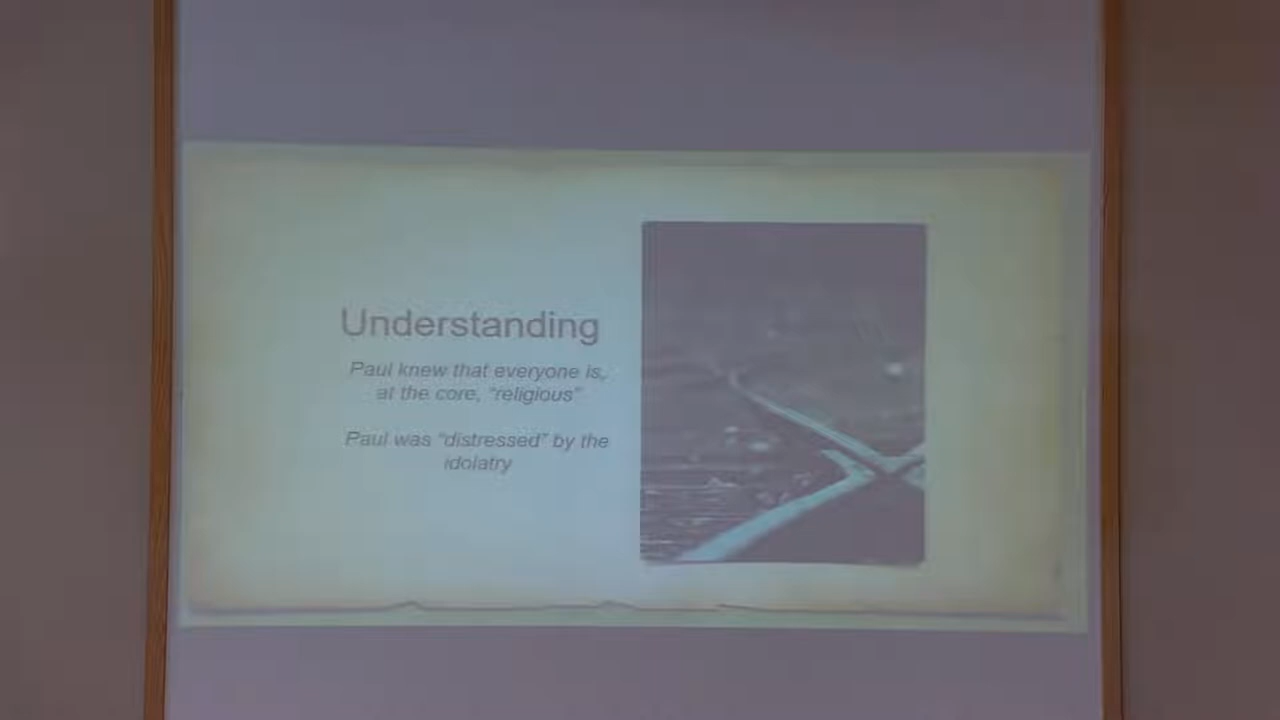 Understanding
Paul knew that everyone is,
at the core, "religious"
Paul was "distressed" by the
idolatry